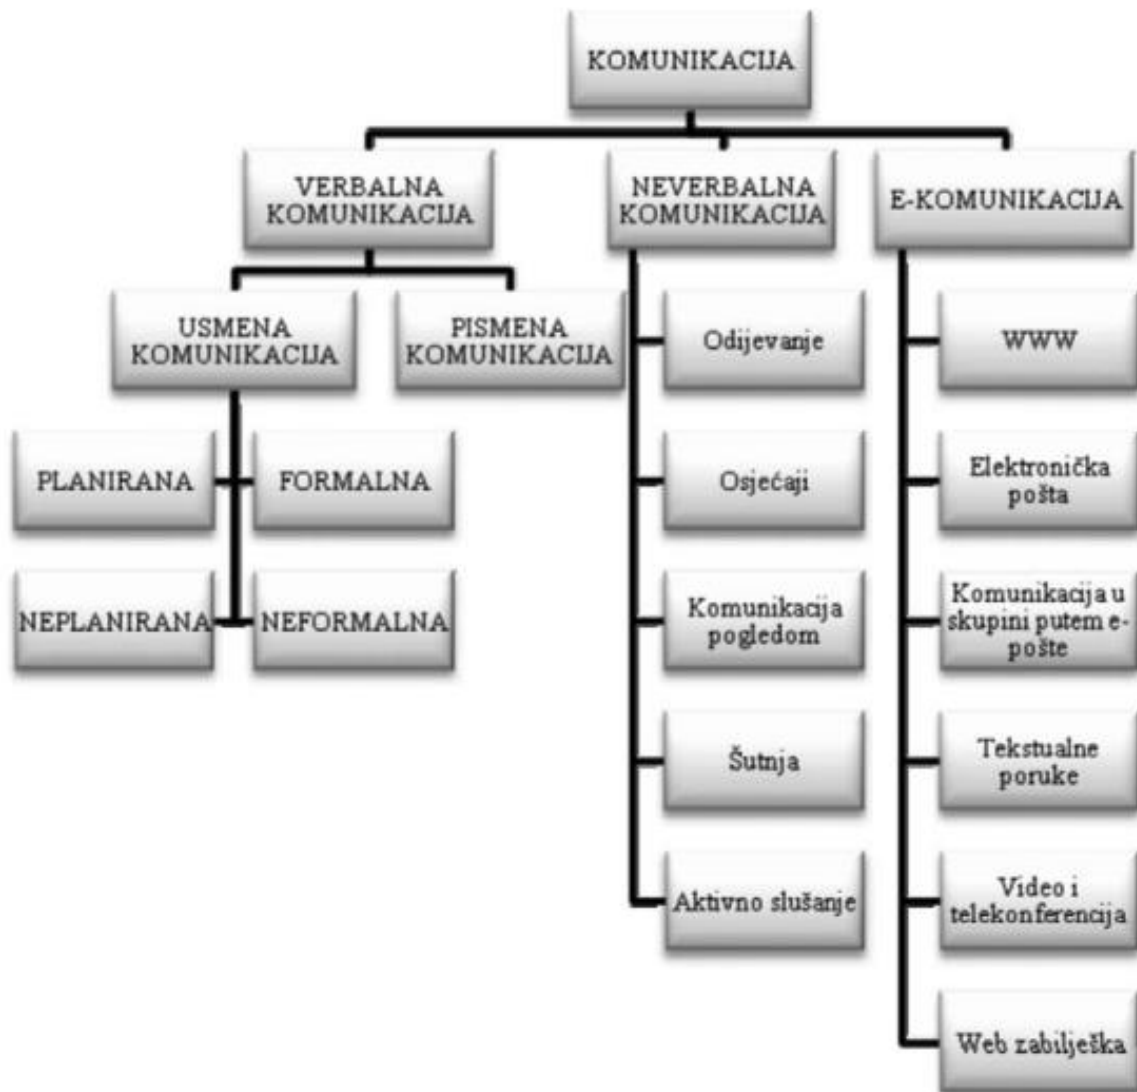 KOMUNIKACIJA
VERBALNA
KOMUNIKACIJA
NEVERBALNA
KOMUNIKACIJA
E-KOMUNIKACIJA
USMENA
KOMUNIKACIJA
PISMENA
KOMUNIKACIJA
PLANIRANA
FORMALNA
NEPLANIRANA
NEFORMALNA
Odijevanje
Osjećaji
Komunikacija
pogledom
Šutnja
Aktivno slušanje
WWW
Elektronička
pošta
Komunikacija u
skupini putem e-
pošte
Tekstualne
poruke
Video i
telekonferencija
Web zabilješka